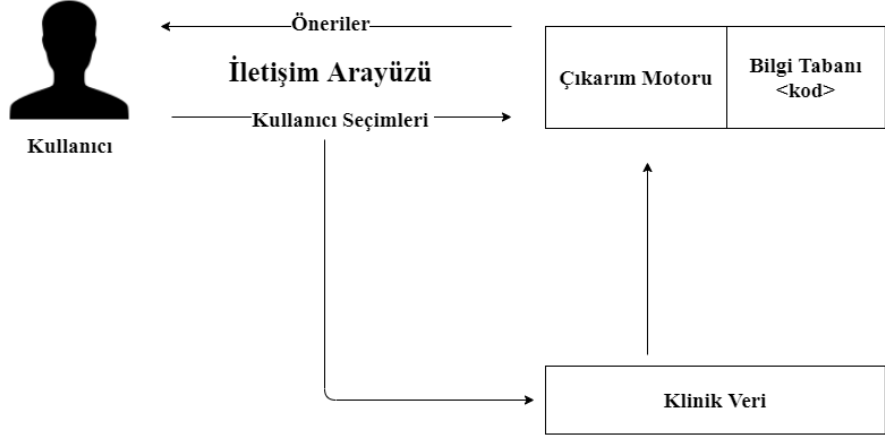 Öneriler
İletişim Arayüzü
Kullanıcı Seçimleri
Kullanıcı
Çıkarım Motoru
Bilgi Tabanı
<kod>
Klinik Veri